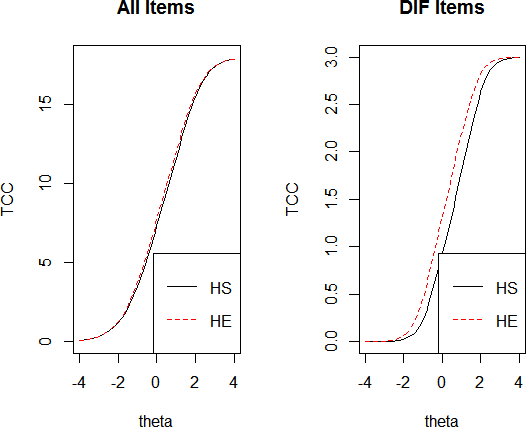 All Items
TCC
15
10
5
0
HS
HE
-4 -2 0 2 4
theta
DIF Items
TCC
3.0
2.5
2.0
1.5
1.0
0.5
0.0
HS
HE
-4 -2 0 2 4
theta